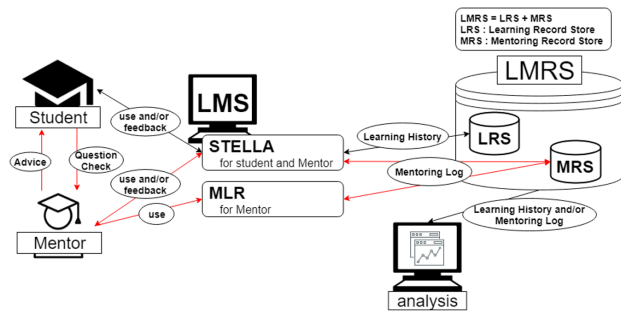 LMRS = LRS + MRS
LRS : Learning Record Store
MRS : Mentoring Record Store
LMRS
LMS
Student
use and/or
feedback
STELLA
for student and Mentor
Learning History
LRS
MRS
Advice
Question
Check
use and/or
feedback
Mentoring Log
MLR
for Mentor
use
Mentor
Learning History and/or
Mentoring Log
analysis